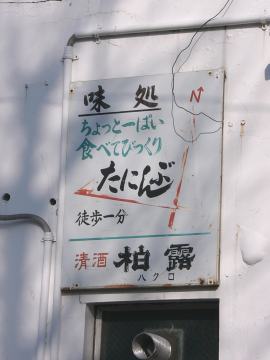 味処
N
ちょっと一ぱい
食べてびっくり
たにんぶ
徒歩一分
清酒 柏露
ハクロ